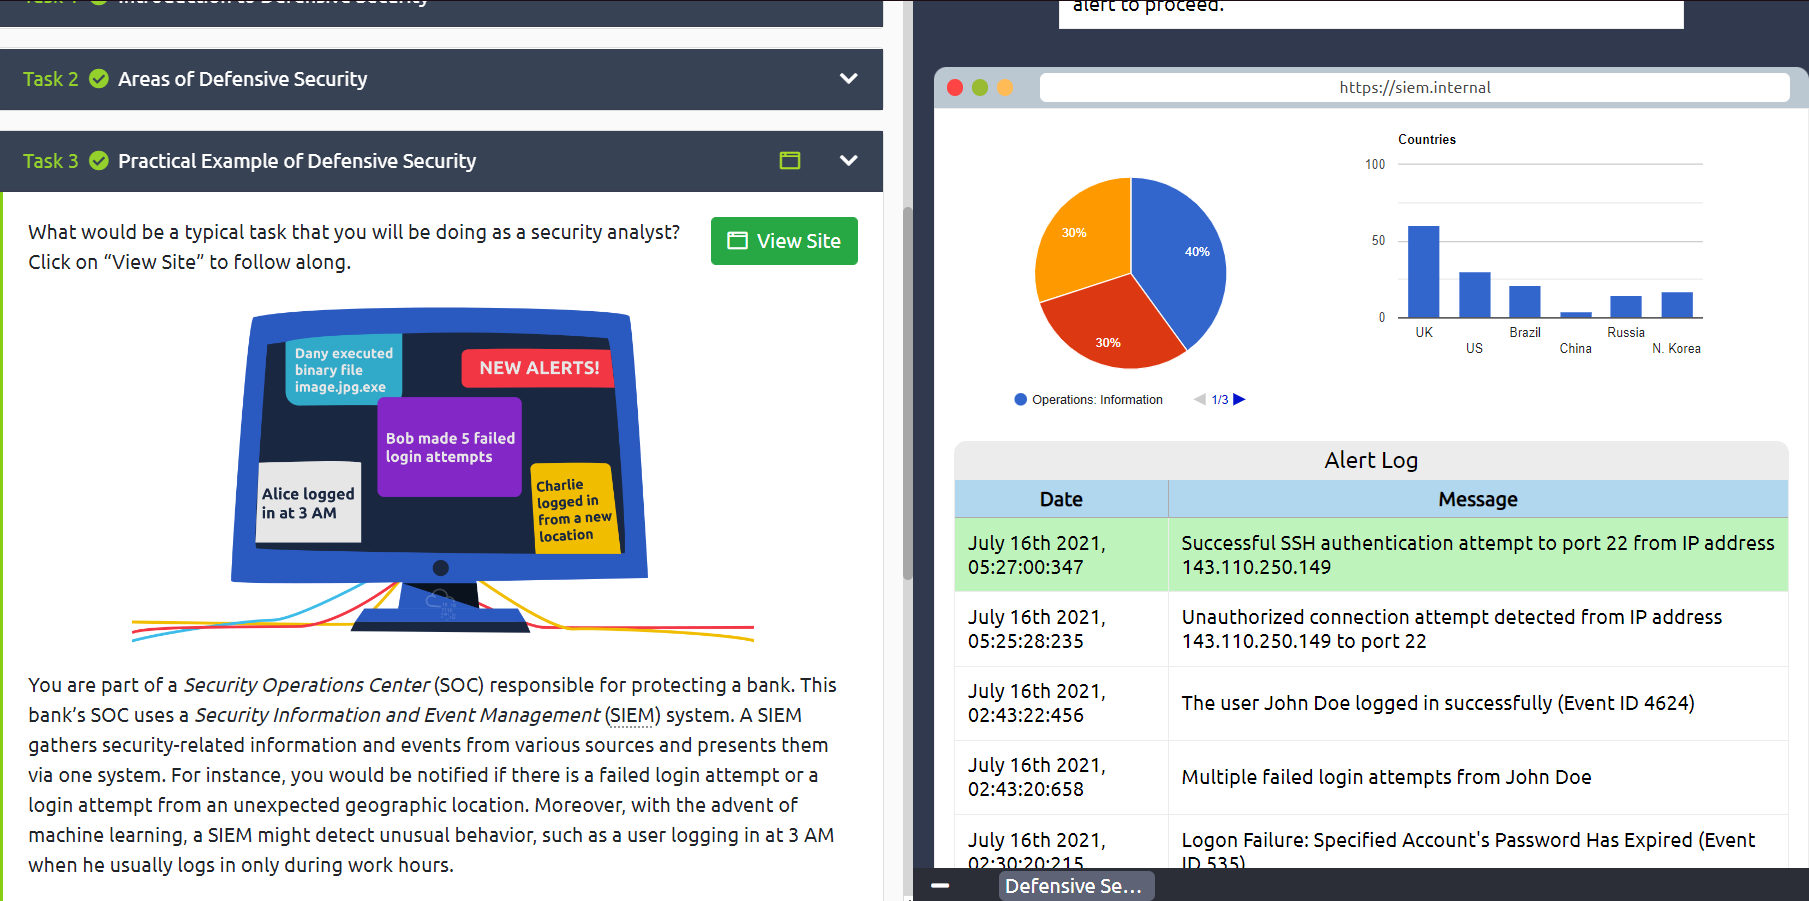 Task 1 Introduction to Defensive Security
Task 2 Areas of Defensive Security
Task 3 Practical Example of Defensive Security
What would be a typical task that you will be doing as a security analyst?
Click on “View Site” to follow along.
View Site
Dany executed
binary file
image.jpg.exe
NEW ALERTS!
Bob made 5 failed
login attempts
Alice logged
in at 3 AM
Charlie
logged in
from a new
location
You are part of a Security Operations Center (SOC) responsible for protecting a bank. This
bank’s SOC uses a Security Information and Event Management (SIEM) system. A SIEM
gathers security-related information and events from various sources and presents them
via one system. For instance, you would be notified if there is a failed login attempt or a
login attempt from an unexpected geographic location. Moreover, with the advent of
machine learning, a SIEM might detect unusual behavior, such as a user logging in at 3 AM
when he usually logs in only during work hours.
alert to proceed.
https://siem.internal
30%
40%
30%
Operations: Information
1/3
Countries
100
50
0
UK
US
Brazil
China
Russia
N. Korea
Alert Log
Date Message
July 16th 2021,
05:27:00:347
Successful SSH authentication attempt to port 22 from IP address
143.110.250.149
July 16th 2021,
05:25:28:235
Unauthorized connection attempt detected from IP address
143.110.250.149 to port 22
July 16th 2021,
02:43:22:456
The user John Doe logged in successfully (Event ID 4624)
July 16th 2021,
02:43:20:658
Multiple failed login attempts from John Doe
July 16th 2021,
02:30:20:215
Logon Failure: Specified Account's Password Has Expired (Event
ID 535)
Defensive Se...